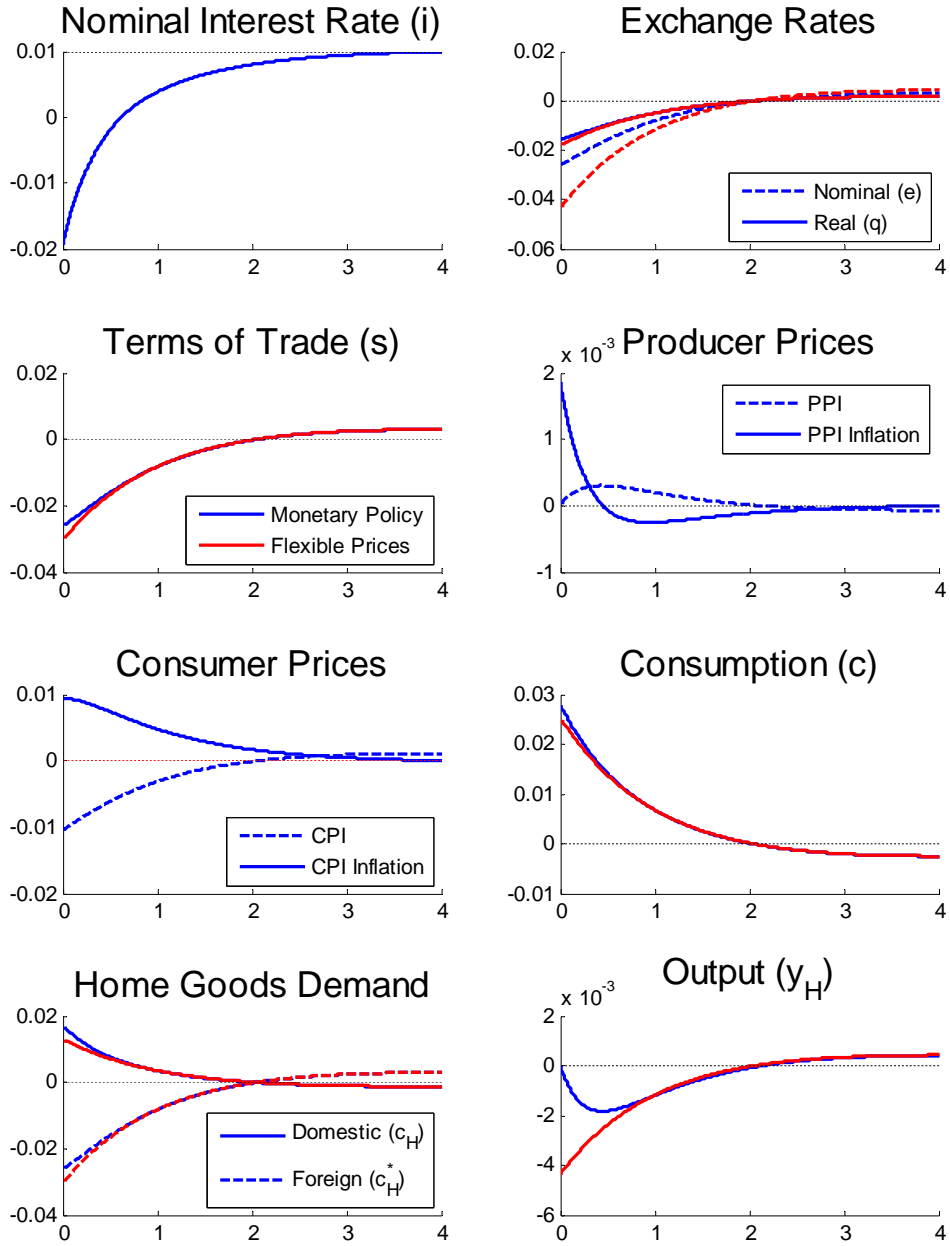 Nominal Interest Rate (i)
0.01
0
-0.01
-0.02
0 1 2 3 4
Exchange Rates
0.02
0
-0.02
-0.04
-0.06
Nominal (e)
Real (q)
0 1 2 3 4
Terms of Trade (s)
0.02
0
-0.02
-0.04
Monetary Policy
Flexible Prices
0 1 2 3 4
Producer Prices
x 10^-3
2
1
0
-1
PPI
PPI Inflation
0 1 2 3 4
Consumer Prices
0.01
0
-0.01
-0.02
CPI
CPI Inflation
0 1 2 3 4
Consumption (c)
0.03
0.02
0.01
0
-0.01
0 1 2 3 4
Home Goods Demand
0.02
0
-0.02
-0.04
Domestic (c_H)
Foreign (c_H^*)
0 1 2 3 4
Output (y_H)
x 10^-3
2
0
-2
-4
-6
0 1 2 3 4